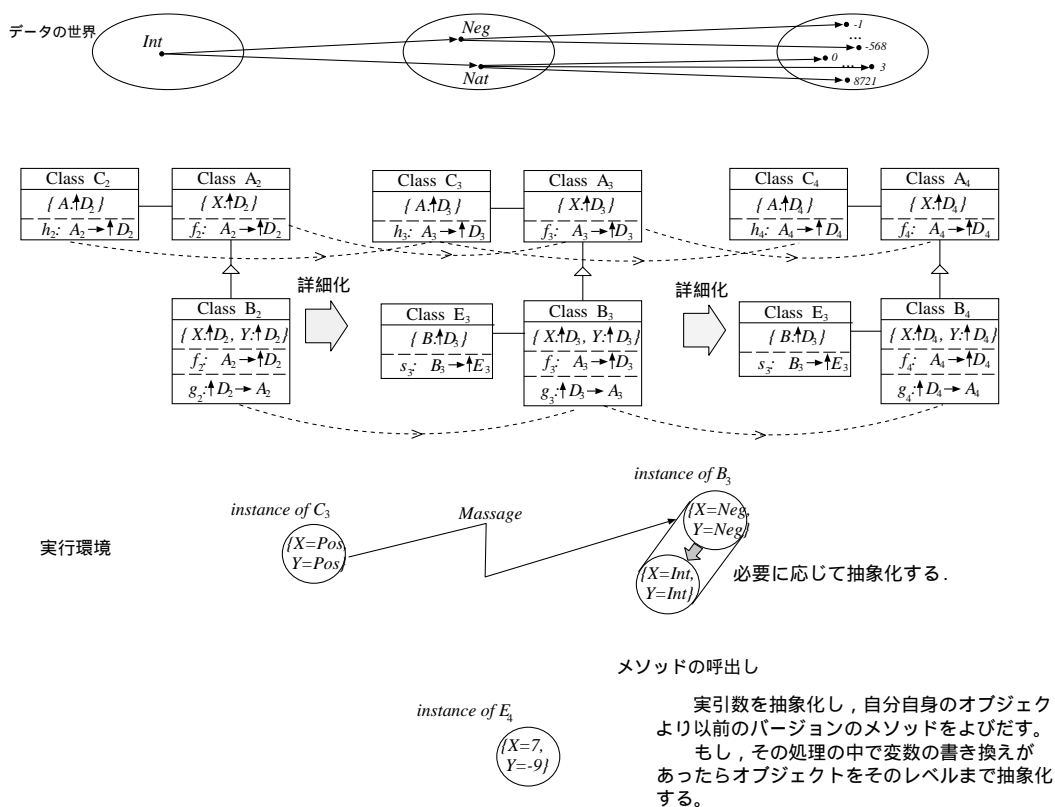 データの世界
Int
Neg
Nat
-1
...
-568
0
...
3
8721
Class C₂
{ A:↑D₂ }
h₂: A₂→↑D₂
Class A₂
{ X:↑D₂ }
f₂: A₂→↑D₂
Class C₃
{ A:↑D₃ }
h₃: A₃→↑D₃
Class A₃
{ X:↑D₃ }
f₃: A₃→↑D₃
Class C₄
{ A:↑D₄ }
h₄: A₄→↑D₄
Class A₄
{ X:↑D₄ }
f₄: A₄→↑D₄
詳細化
詳細化
Class B₂
{ X:↑D₂, Y:↑D₂}
f₂: A₂→↑D₂
g₂:↑D₂→ A₂
Class E₃
{ B:↑D₃ }
s₃: B₃→↑E₃
Class B₃
{ X:↑D₃, Y:↑D₃}
f₃: A₃→↑D₃
g₃:↑D₃→ A₃
Class E₃
{ B:↑D₃ }
s₃: B₃→↑E₃
Class B₄
{ X:↑D₄, Y:↑D₄}
f₄: A₄→↑D₄
g₄:↑D₄→ A₄
実行環境
instance of C₃
{X=Pos,
Y=Pos}
Massage
instance of B₃
{X=Neg,
Y=Neg}
{X=Int,
Y=Int}
必要に応じて抽象化する.
メソッドの呼出し
instance of E₄
{X=7,
Y=-9}
実引数を抽象化し , 自分自身のオブジェク
より以前のバージョンのメソッドをよびだす。
もし , その処理の中で変数の書き換えが
あったらオブジェクトをそのレベルまで抽象化
する。